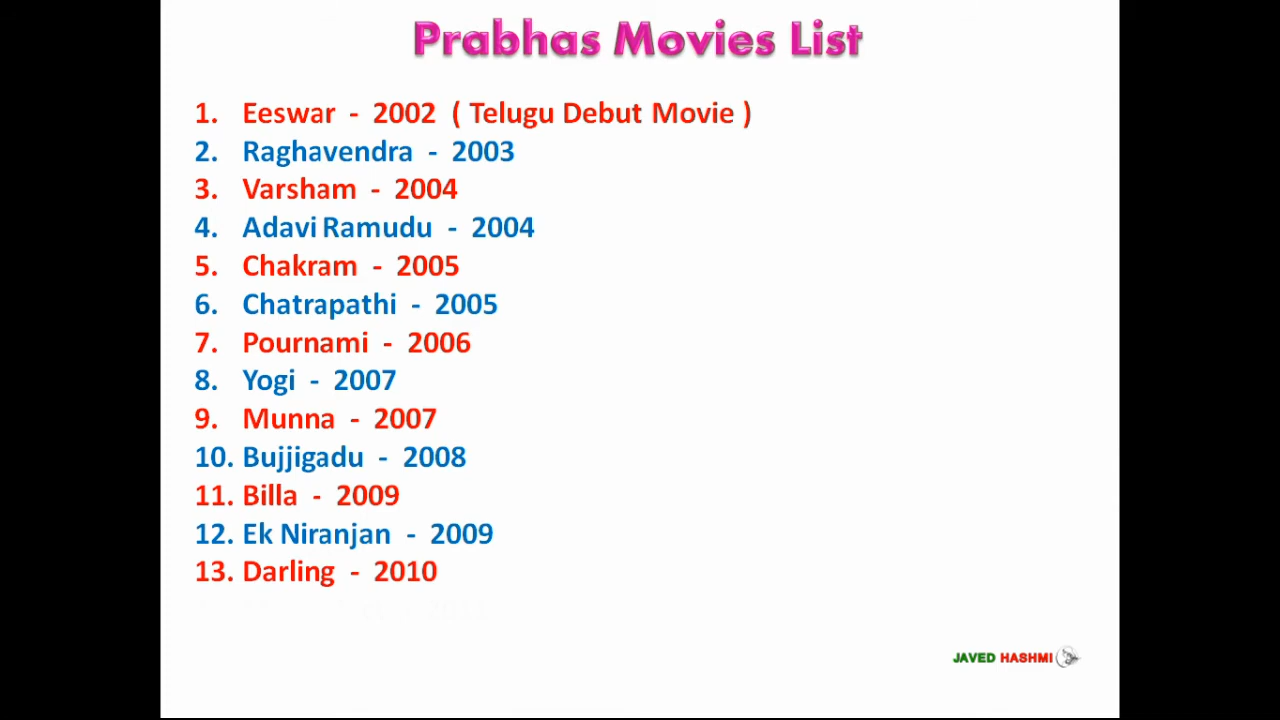 Prabhas Movies List
1. Eeswar - 2002 ( Telugu Debut Movie )
2. Raghavendra - 2003
3. Varsham - 2004
4. Adavi Ramudu - 2004
5. Chakram - 2005
6. Chatrapathi - 2005
7. Pournami - 2006
8. Yogi - 2007
9. Munna - 2007
10. Bujjigadu - 2008
11. Billa - 2009
12. Ek Niranjan - 2009
13. Darling - 2010
JAVED HASHMI